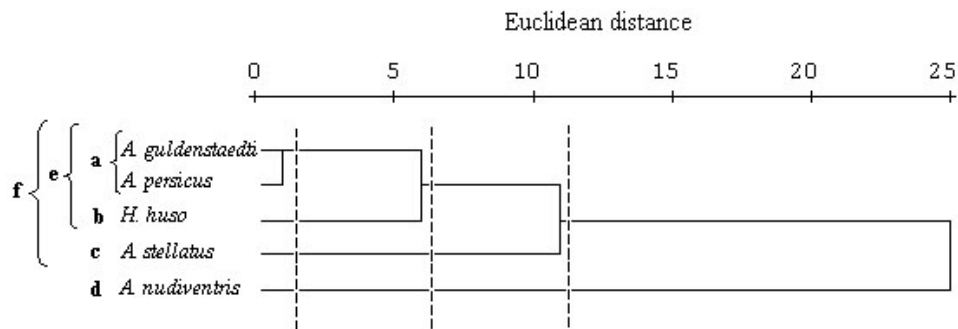 Euclidean distance
0 5 10 15 20 25
a A. guldenstaedti
e
A. persicus
f
b H. huso
c A. stellatus
d A. nudiventris